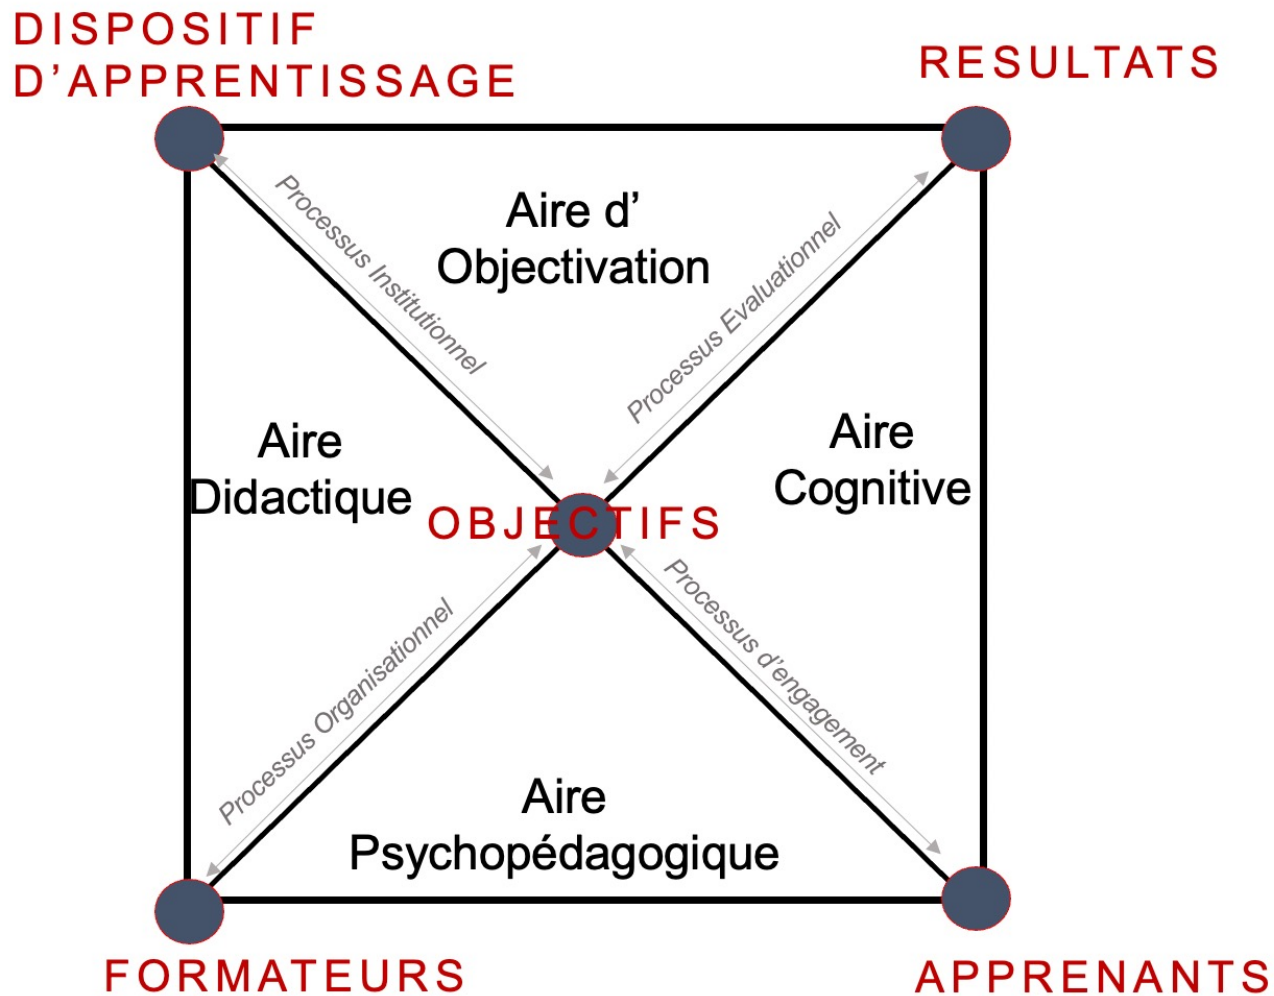 DISPOSITIF
D’APPRENTISSAGE
RESULTATS
Processus Institutionnel
Aire d’
Objectivation
Processus Evaluationnel
Aire
Didactique
Aire
Cognitive
OBJECTIFS
Processus Organisationnel
Processus d’engagement
Aire
Psychopédagogique
FORMATEURS
APPRENANTS